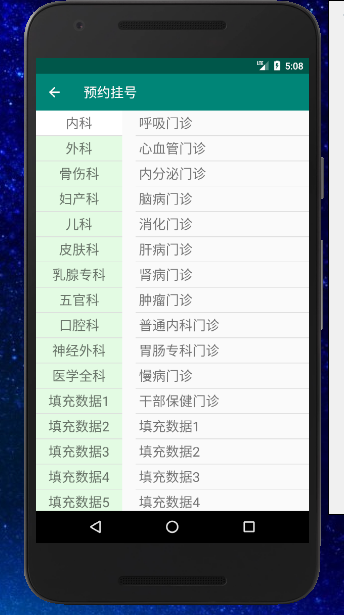 LTE 5:08
预约挂号
内科 呼吸门诊
外科 心血管门诊
骨伤科 内分泌门诊
妇产科 脑病门诊
儿科 消化门诊
皮肤科 肝病门诊
乳腺专科 肾病门诊
五官科 肿瘤门诊
口腔科 普通内科门诊
神经外科 胃肠专科门诊
医学全科 慢病门诊
填充数据1 干部保健门诊
填充数据2 填充数据1
填充数据3 填充数据2
填充数据4 填充数据3
填充数据5 填充数据4